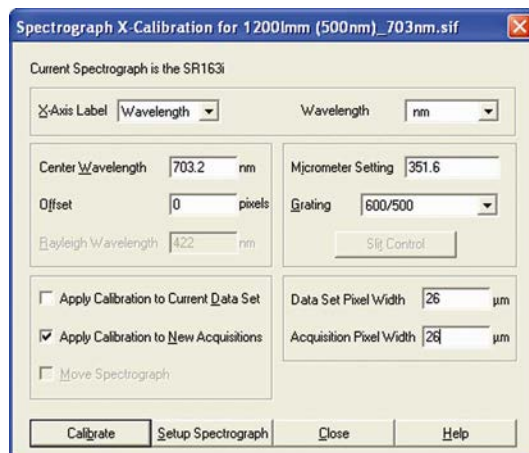 Spectrograph X-Calibration for 1200lmm (500nm)_703nm.sif
Current Spectrograph is the SR163i
X-Axis Label Wavelength Wavelength nm
Center Wavelength 703.2 nm Micrometer Setting 351.6
Offset 0 pixels Grating 600/500
Rayleigh Wavelength 422 nm Slit Control
Apply Calibration to Current Data Set Data Set Pixel Width 26 µm
Apply Calibration to New Acquisitions Acquisition Pixel Width 26 µm
Move Spectrograph
Calibrate Setup Spectrograph Close Help